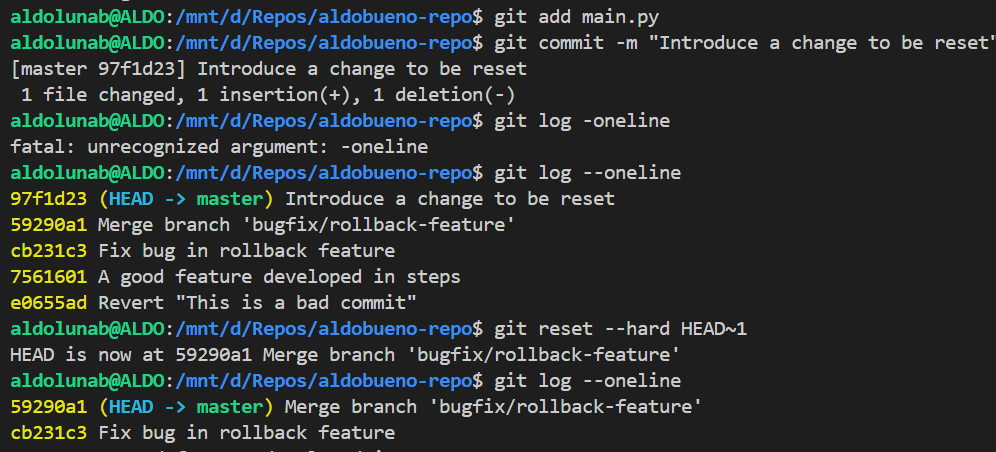 aldolunab@ALDO:/mnt/d/Repos/aldobueno-repo$ git add main.py
aldolunab@ALDO:/mnt/d/Repos/aldobueno-repo$ git commit -m "Introduce a change to be reset"
[master 97f1d23] Introduce a change to be reset
 1 file changed, 1 insertion(+), 1 deletion(-)
aldolunab@ALDO:/mnt/d/Repos/aldobueno-repo$ git log -oneline
fatal: unrecognized argument: -oneline
aldolunab@ALDO:/mnt/d/Repos/aldobueno-repo$ git log --oneline
97f1d23 (HEAD -> master) Introduce a change to be reset
59290a1 Merge branch 'bugfix/rollback-feature'
cb231c3 Fix bug in rollback feature
7561601 A good feature developed in steps
e0655ad Revert "This is a bad commit"
aldolunab@ALDO:/mnt/d/Repos/aldobueno-repo$ git reset --hard HEAD~1
HEAD is now at 59290a1 Merge branch 'bugfix/rollback-feature'
aldolunab@ALDO:/mnt/d/Repos/aldobueno-repo$ git log --oneline
59290a1 (HEAD -> master) Merge branch 'bugfix/rollback-feature'
cb231c3 Fix bug in rollback feature